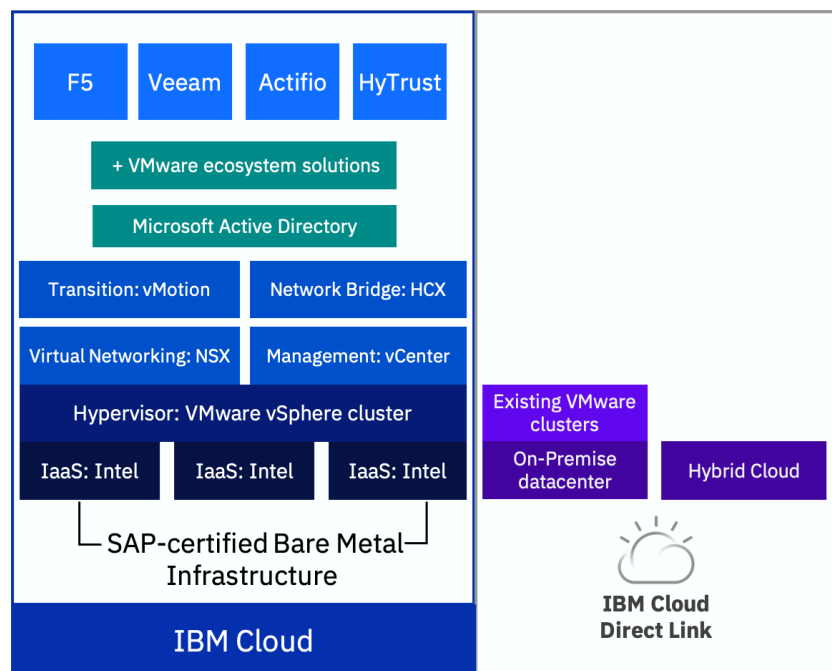 F5
Veeam
Actifio
HyTrust
+ VMware ecosystem solutions
Microsoft Active Directory
Transition: vMotion
Network Bridge: HCX
Virtual Networking: NSX
Management: vCenter
Hypervisor: VMware vSphere cluster
IaaS: Intel
IaaS: Intel
IaaS: Intel
SAP-certified Bare Metal
Infrastructure
IBM Cloud
Existing VMware
clusters
On-Premise
datacenter
Hybrid Cloud
IBM Cloud
Direct Link